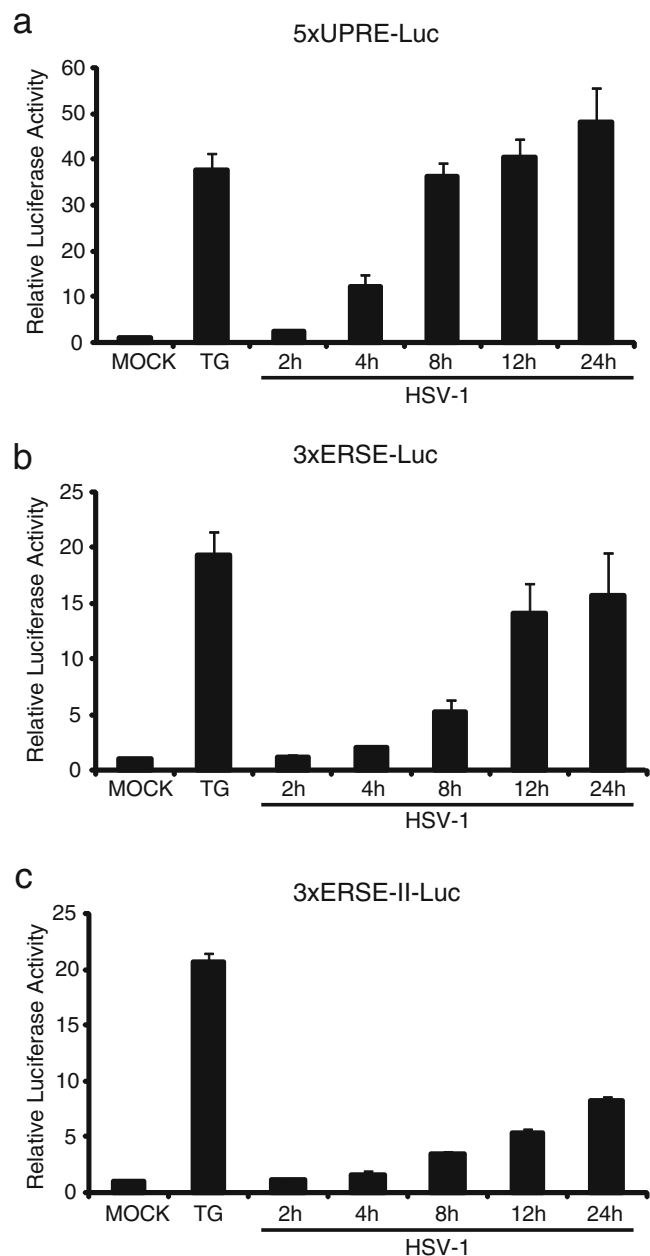 a
5xUPRE-Luc
Relative Luciferase Activity
60
50
40
30
20
10
0
MOCK TG 2h 4h 8h 12h 24h
HSV-1
b
3xERSE-Luc
Relative Luciferase Activity
25
20
15
10
5
0
MOCK TG 2h 4h 8h 12h 24h
HSV-1
c
3xERSE-II-Luc
Relative Luciferase Activity
25
20
15
10
5
0
MOCK TG 2h 4h 8h 12h 24h
HSV-1